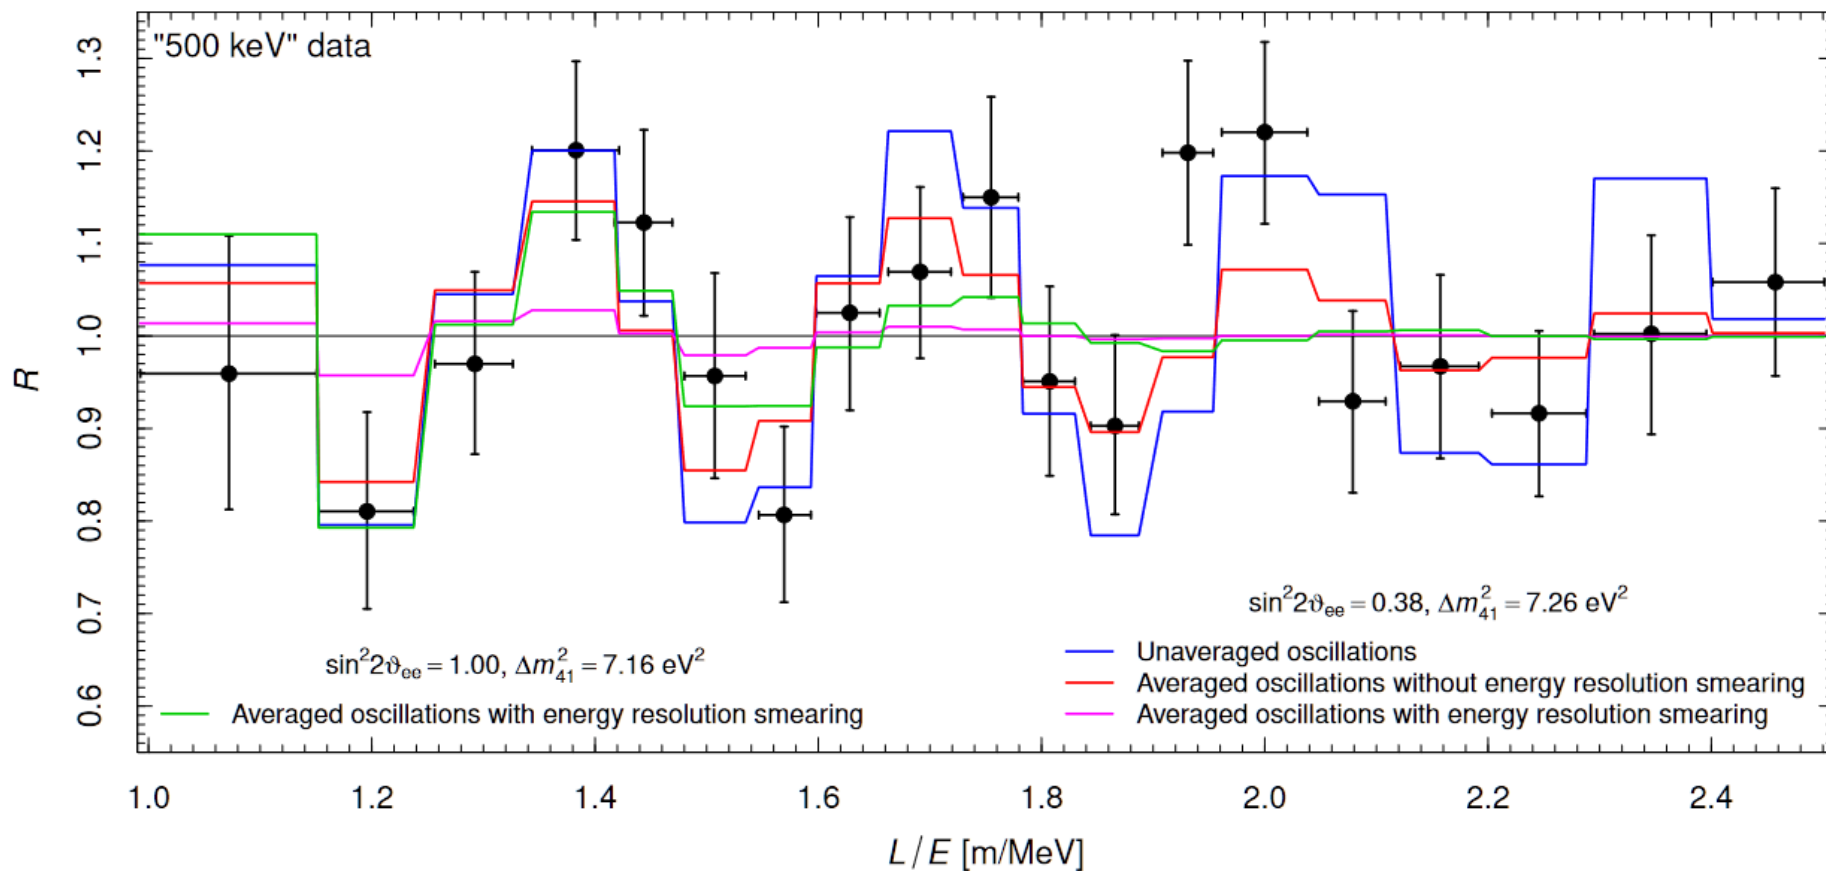 "500 keV" data
R
1.3
1.2
1.1
1.0
0.9
0.8
0.7
0.6
sin²2ϑee = 0.38, Δm²41 = 7.26 eV²
Unaveraged oscillations
Averaged oscillations without energy resolution smearing
Averaged oscillations with energy resolution smearing
sin²2ϑee = 1.00, Δm²41 = 7.16 eV²
Averaged oscillations with energy resolution smearing
1.0 1.2 1.4 1.6 1.8 2.0 2.2 2.4
L/E [m/MeV]